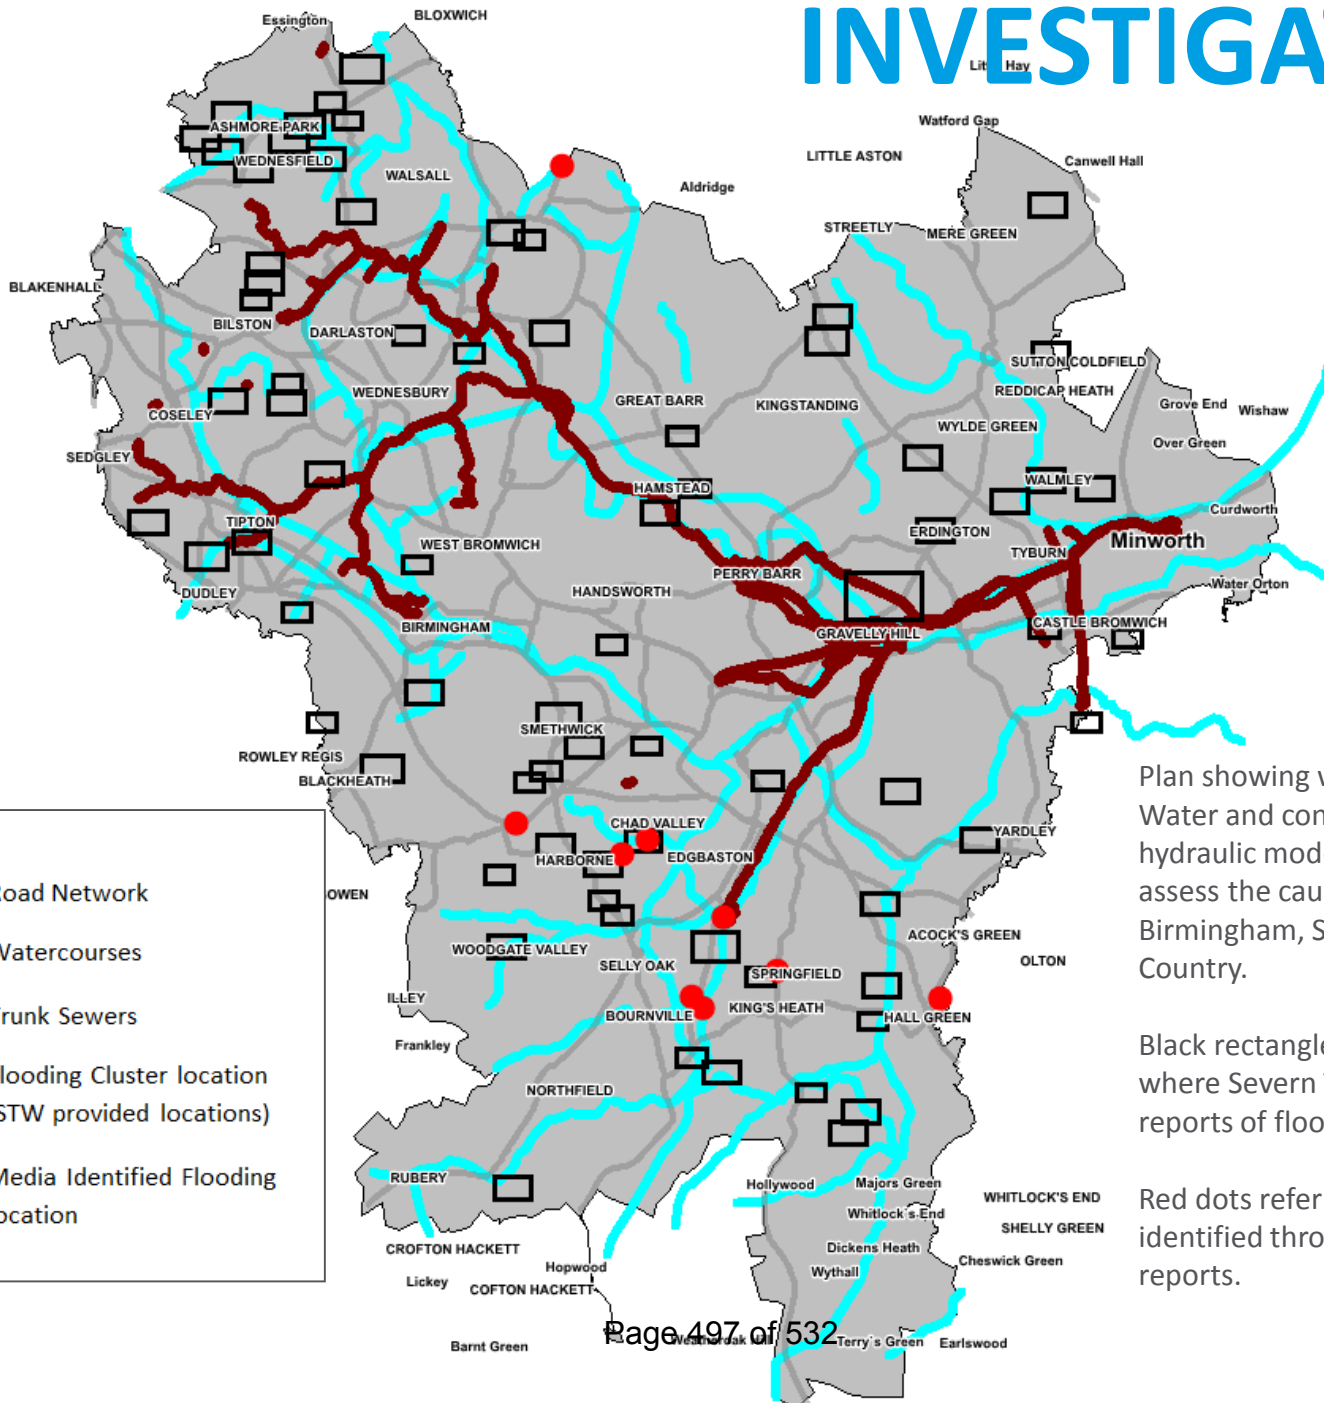 INVESTIGA
Essington
BLOXWICH
Watford Gap
LITTLE ASTON
Canwell Hall
ASHMORE PARK
WEDNESFIELD
WALSALL
Aldridge
STREETLY
MERE GREEN
BLAKENHALL
BILSTON
DARLASTON
SUTTON COLDFIELD
WEDNESBURY
REDDICAP HEATH
GREAT BARR
KINGSTANDING
Grove End
Wishaw
COSELEY
WYLDE GREEN
Over Green
SEDGLEY
WALMLEY
HAMSTEAD
Curdworth
TIPTON
ERDINGTON
WEST BROMWICH
TYBURN
Minworth
PERRY BARR
Water Orton
DUDLEY
HANDSWORTH
BIRMINGHAM
CASTLE BROMWICH
GRAVELLY HILL
SMETHWICK
ROWLEY REGIS
BLACKHEATH
CHAD VALLEY
YARDLEY
HARBORNE
EDGBASTON
OWEN
ACOCK'S GREEN
WOODGATE VALLEY
OLTON
SELLY OAK
SPRINGFIELD
ILLEY
BOURNVILLE
KING'S HEATH
HALL GREEN
Frankley
NORTHFIELD
RUBERY
Hollywood
Majors Green
WHITLOCK'S END
Whitlock's End
SHELLY GREEN
CROFTON HACKETT
Dickens Heath
Cheswick Green
Hopwood
Wythall
Lickey
COFTON HACKETT
Barnt Green
Terry's Green
Earlswood
Road Network
Watercourses
Trunk Sewers
Flooding Cluster location
(STW provided locations)
Media Identified Flooding
Location
Plan showing w
Water and con
hydraulic mod
assess the cau
Birmingham, S
Country.
Black rectangle
where Severn
reports of floo
Red dots refer
identified thro
reports.
Page 497 of 532